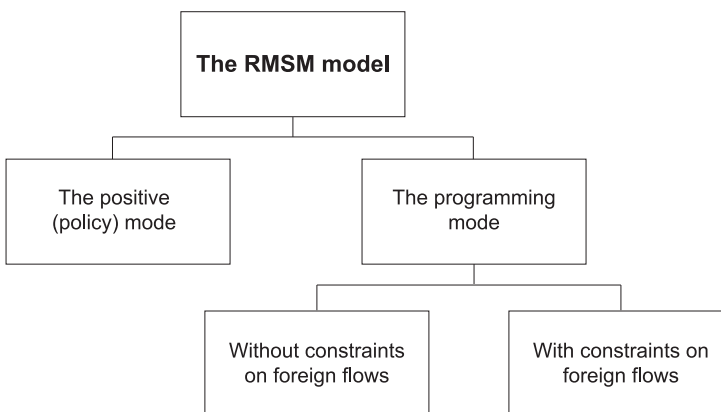 The RMSM model
The positive
(policy) mode
The programming
mode
Without constraints
on foreign flows
With constraints on
foreign flows